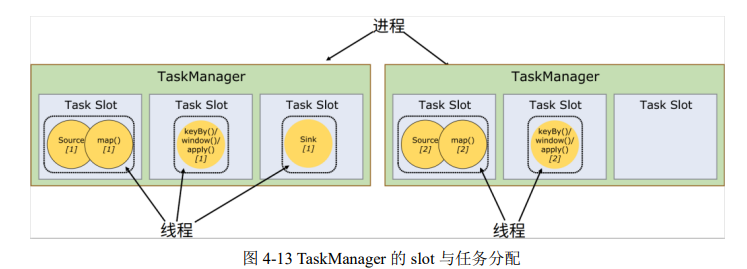 进程
TaskManager
TaskManager
Task Slot
Task Slot
Task Slot
Task Slot
Task Slot
Task Slot
Source
[1]
map()
[1]
keyBy()/
window()/
apply()
[1]
Sink
[1]
Source
[2]
map()
[2]
keyBy()/
window()/
apply()
[2]
线程
线程
图 4-13 TaskManager 的 slot 与任务分配